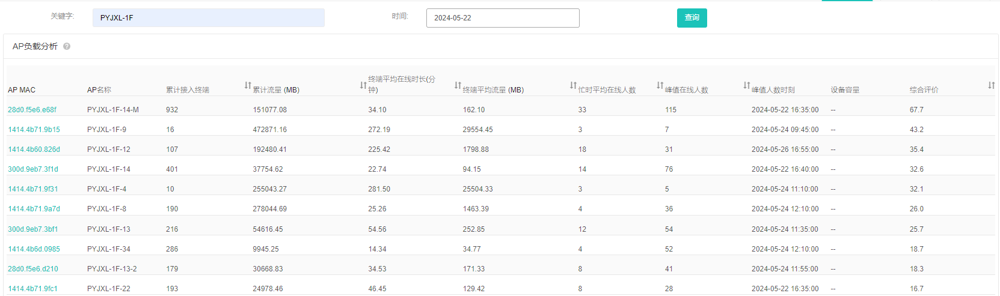 关键字: PYJXL-1F 时间: 2024-05-22 查询
AP负载分析 ?
AP MAC AP名称 累计接入终端 累计流量 (MB) 终端平均在线时长(分钟) 终端平均流量 (MB) 忙时平均在线人数 峰值在线人数 峰值人数时刻 设备容量 综合评价
28d0.f5e6.e68f PYJXL-1F-14-M 932 151077.08 34.10 162.10 33 115 2024-05-22 16:35:00 -- 67.7
1414.4b71.9b15 PYJXL-1F-9 16 472871.16 272.19 29554.45 3 7 2024-05-24 09:45:00 -- 43.2
1414.4b60.826d PYJXL-1F-12 107 192480.41 225.42 1798.88 18 31 2024-05-26 16:55:00 -- 35.4
300d.9eb7.3f1d PYJXL-1F-14 401 37754.62 22.74 94.15 14 76 2024-05-22 16:40:00 -- 32.6
1414.4b71.9f31 PYJXL-1F-4 10 255043.27 281.50 25504.33 3 5 2024-05-24 11:10:00 -- 32.1
1414.4b71.9a7d PYJXL-1F-8 190 278044.69 25.26 1463.39 4 36 2024-05-24 12:10:00 -- 26.0
300d.9eb7.3bf1 PYJXL-1F-13 216 54616.45 54.56 252.85 12 54 2024-05-24 11:35:00 -- 25.7
1414.4b6d.0985 PYJXL-1F-34 286 9945.25 14.34 34.77 4 52 2024-05-24 12:10:00 -- 18.7
28d0.f5e6.d210 PYJXL-1F-13-2 179 30668.83 34.53 171.33 8 41 2024-05-24 11:55:00 -- 18.3
1414.4b71.9fc1 PYJXL-1F-22 193 24978.46 46.45 129.42 8 28 2024-05-22 16:35:00 -- 16.7